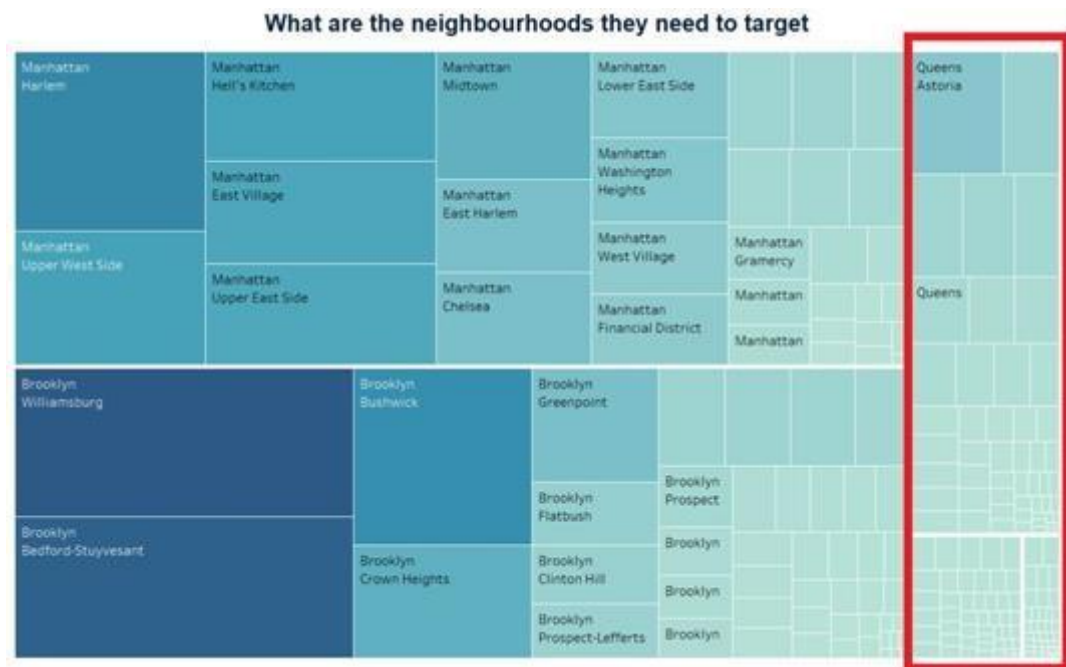 What are the neighbourhoods they need to target
Manhattan
Harlem
Manhattan
Upper West Side
Manhattan
Hell's Kitchen
Manhattan
East Village
Manhattan
Upper East Side
Manhattan
Midtown
Manhattan
East Harlem
Manhattan
Chelsea
Manhattan
Lower East Side
Manhattan
Washington
Heights
Manhattan
West Village
Manhattan
Financial District
Manhattan
Gramercy
Manhattan
Manhattan
Queens
Astoria
Queens
Brooklyn
Williamsburg
Brooklyn
Bedford-Stuyvesant
Brooklyn
Bushwick
Brooklyn
Crown Heights
Brooklyn
Greenpoint
Brooklyn
Flatbush
Brooklyn
Clinton Hill
Brooklyn
Prospect-Lefferts
Brooklyn
Prospect
Brooklyn
Brooklyn
Brooklyn